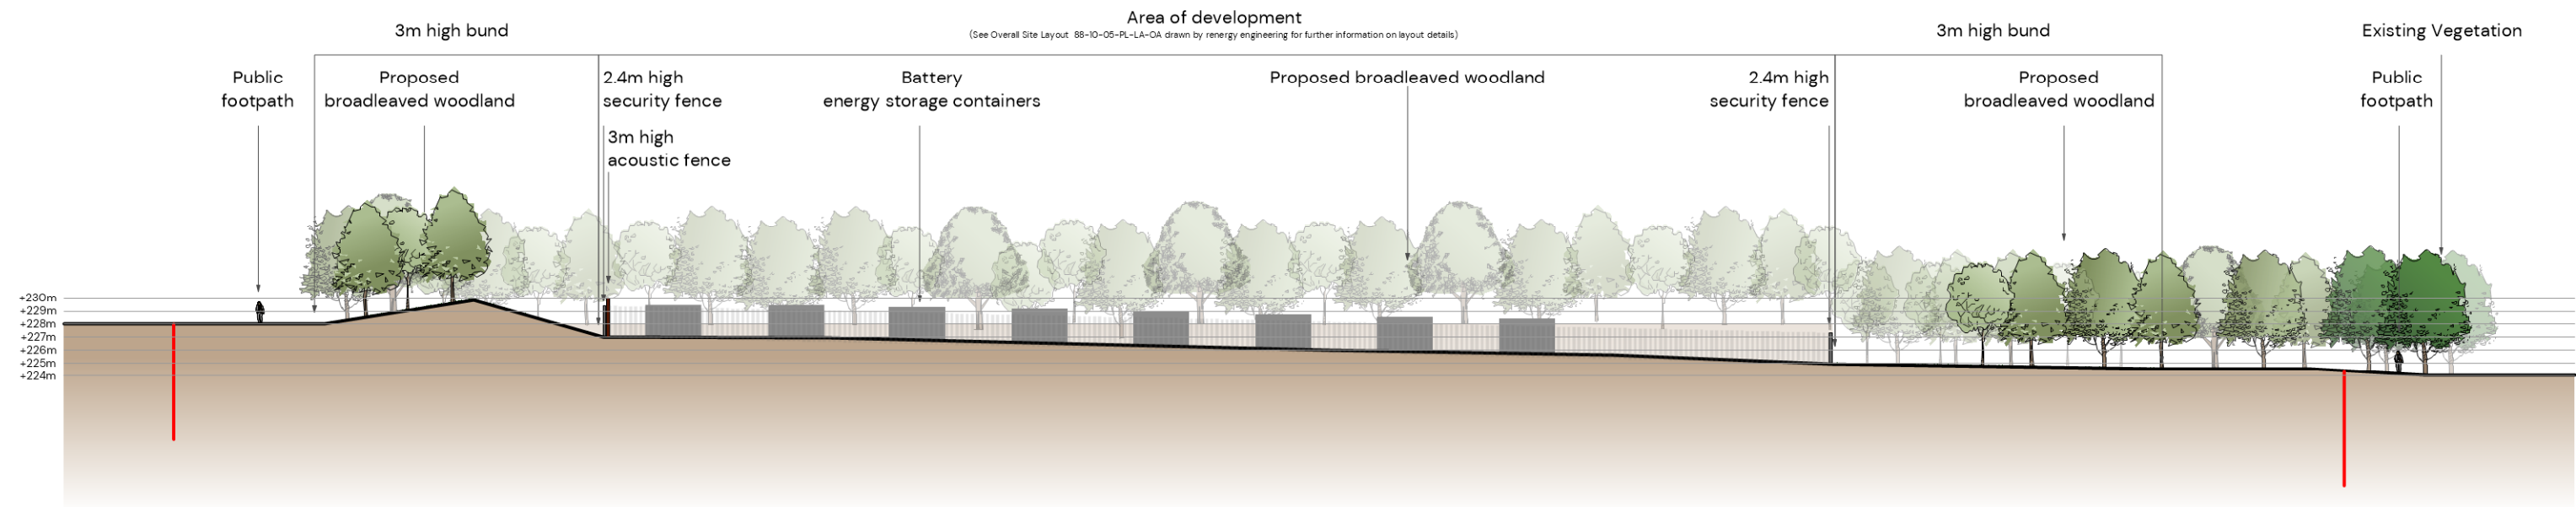 Area of development
(See Overall Site Layout 88-10-05-PL-LA-OA drawn by renergy engineering for further information on layout details)
3m high bund
3m high bund
Existing Vegetation
Public
footpath
Proposed
broadleaved woodland
2.4m high
security fence
3m high
acoustic fence
Battery
energy storage containers
Proposed broadleaved woodland
2.4m high
security fence
Proposed
broadleaved woodland
Public
footpath
+230m
+229m
+228m
+227m
+226m
+225m
+224m